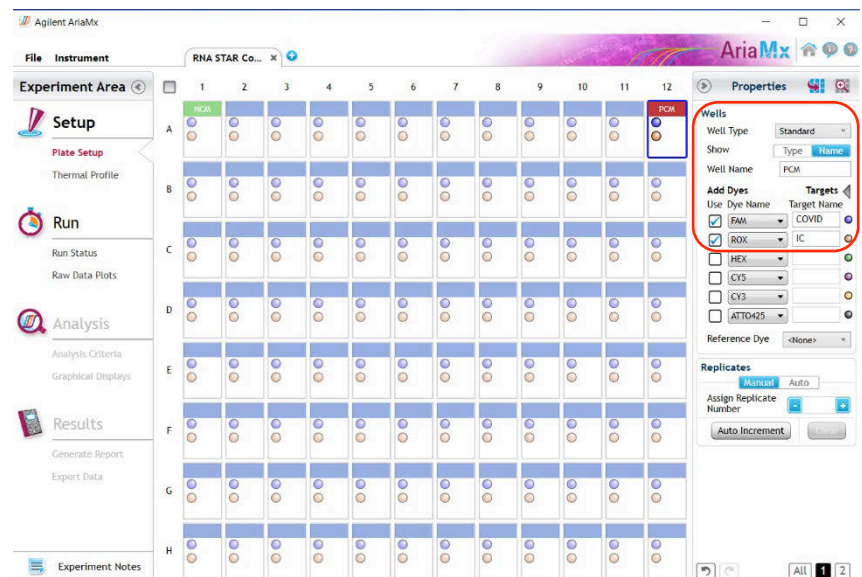 Agilent AriaMx
File Instrument
RNA STAR Co...
AriaMx
Experiment Area
Setup
Plate Setup
Thermal Profile
Run
Run Status
Raw Data Plots
Analysis
Analysis Criteria
Graphical Displays
Results
Generate Report
Export Data
Experiment Notes
1 2 3 4 5 6 7 8 9 10 11 12
NCM PCM
A
B
C
D
E
F
G
H
Properties
Wells
Well Type Standard
Show Type Name
Well Name PCM
Add Dyes Targets
Use Dye Name Target Name
FAM COVID
ROX IC
HEX
CY5
CY3
ATTO425
Reference Dye <None>
Replicates
Manual Auto
Assign Replicate
Number - +
Auto Increment Clear
All 1 2